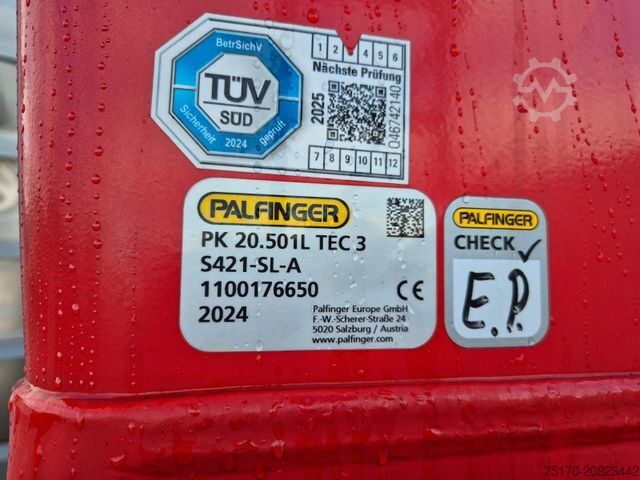 BetrSichV
TÜV
SÜD
Sicherheit geprüft
2024
1 2 4 5 6
Nächste Prüfung
2025
Q46742140
7 8 9 10 11 12
PALFINGER
PK 20.501L TEC 3
S421-SL-A
1100176650
2024
CE
Palfinger Europe GmbH
F.-W.-Scherer-Straße 24
5020 Salzburg / Austria
www.palfinger.com
PALFINGER
CHECK
E.P.
75170-20823442